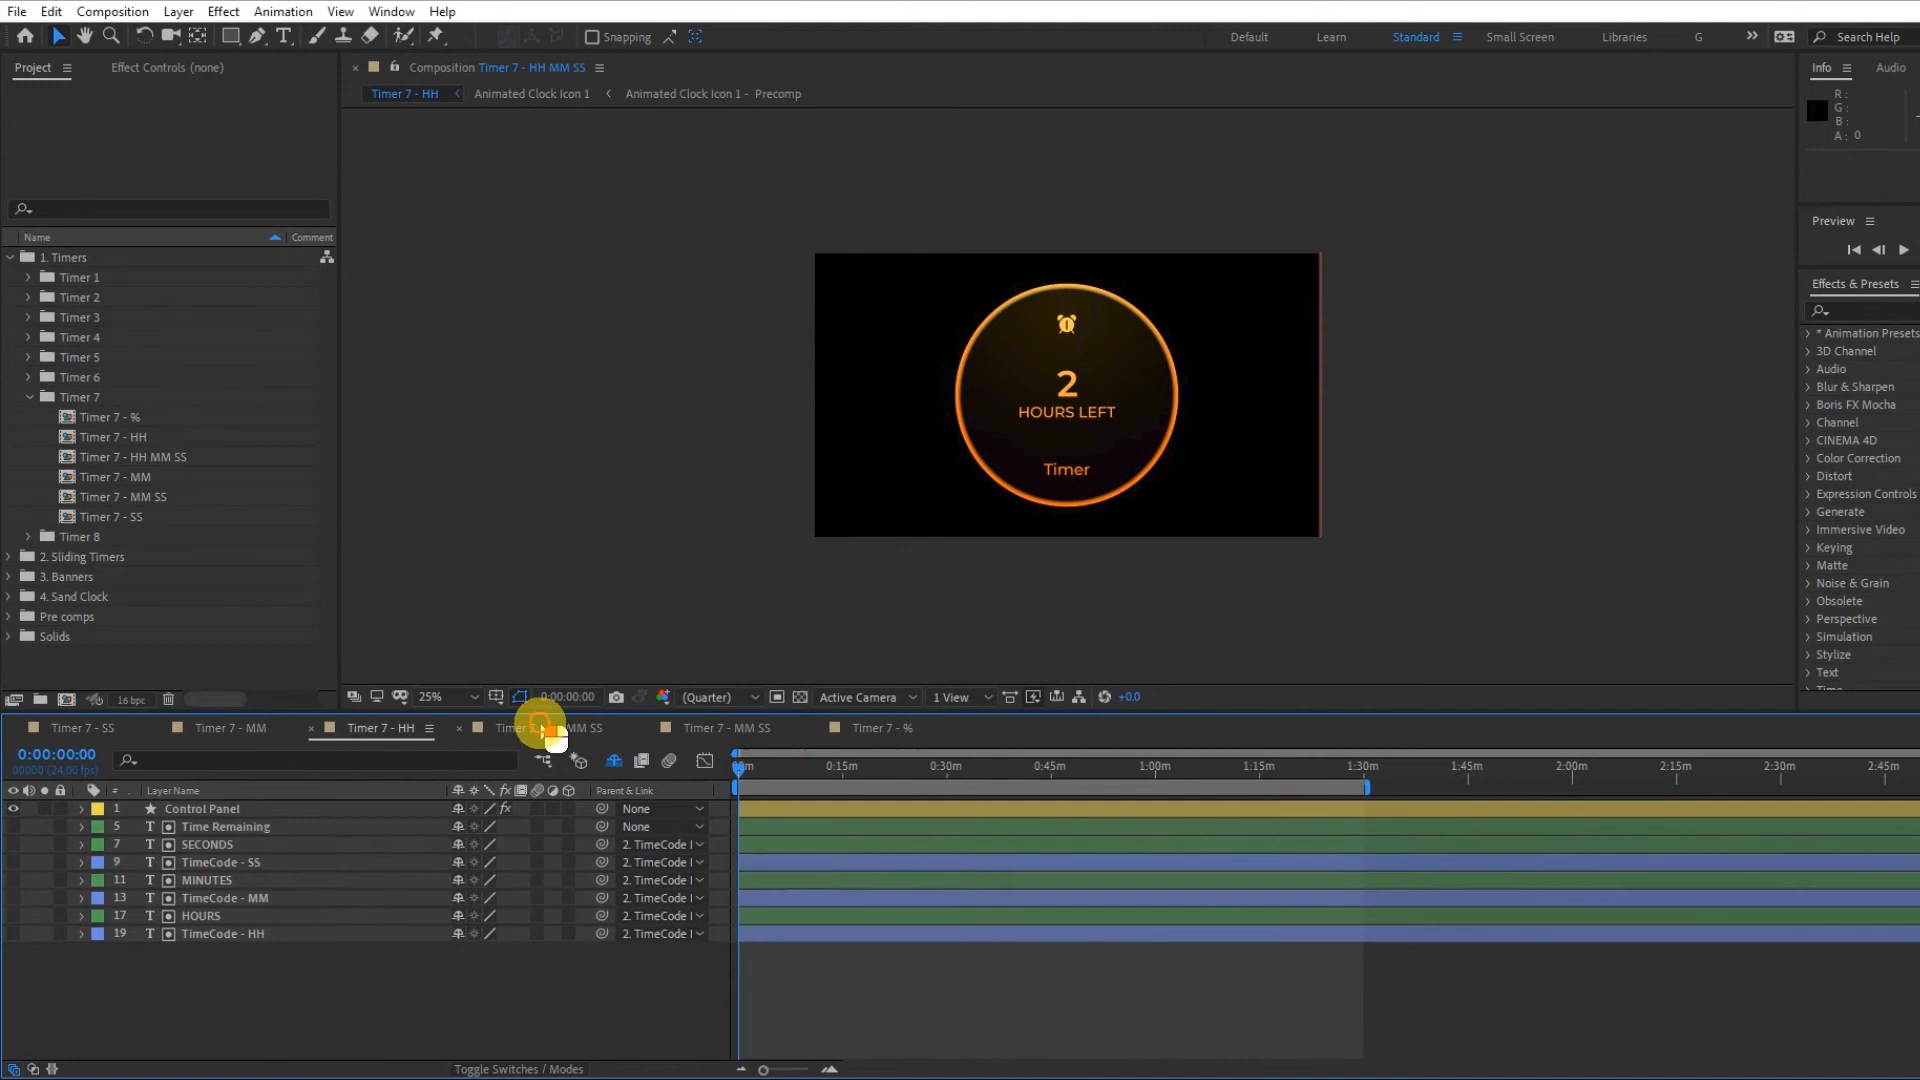 File Edit Composition Layer Effect Animation View Window Help
Snapping
Default Learn Standard Small Screen Libraries G Search Help
Project Effect Controls (none)
Composition Timer 7 - HH MM SS
Timer 7 - HH Animated Clock Icon 1 Animated Clock Icon 1 - Precomp
Info Audio
R :
G :
B :
A : 0
Preview
Effects & Presets
Name Comment
1. Timers
Timer 1
Timer 2
Timer 3
Timer 4
Timer 5
Timer 6
Timer 7
Timer 7 - %
Timer 7 - HH
Timer 7 - HH MM SS
Timer 7 - MM
Timer 7 - MM SS
Timer 7 - SS
Timer 8
2. Sliding Timers
3. Banners
4. Sand Clock
Pre comps
Solids
16 bpc
2
HOURS LEFT
Timer
* Animation Presets
3D Channel
Audio
Blur & Sharpen
Boris FX Mocha
Channel
CINEMA 4D
Color Correction
Distort
Expression Controls
Generate
Immersive Video
Keying
Matte
Noise & Grain
Obsolete
Perspective
Simulation
Stylize
Text
25% 0:00:00:00 (Quarter) Active Camera 1 View +0.0
Timer 7 - SS Timer 7 - MM Timer 7 - HH MM SS Timer 7 - MM SS Timer 7 - %
0:00:00:00
00000 (24.00 fps)
0:15m 0:30m 0:45m 1:00m 1:15m 1:30m 1:45m 2:00m 2:15m 2:30m 2:45m
# Layer Name fx Parent & Link
1 Control Panel fx None
5 T Time Remaining None
7 T SECONDS 2. TimeCode
9 T TimeCode - SS 2. TimeCode
11 T MINUTES 2. TimeCode
13 T TimeCode - MM 2. TimeCode
17 T HOURS 2. TimeCode
19 T TimeCode - HH 2. TimeCode
Toggle Switches / Modes